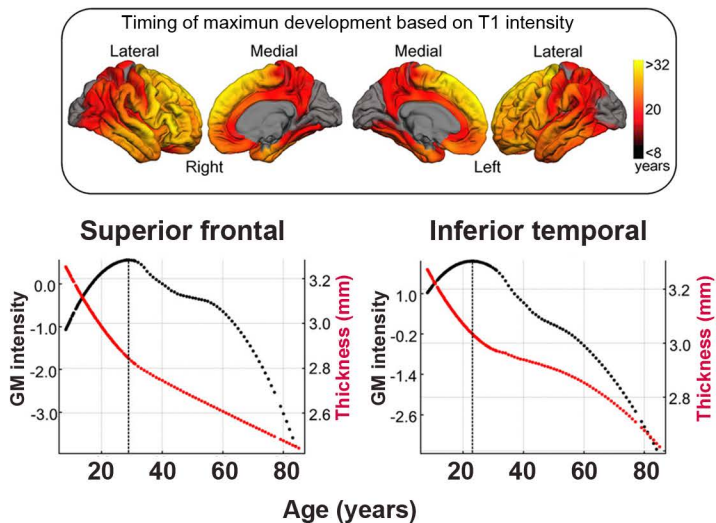 Timing of maximun development based on T1 intensity
Lateral Medial Medial Lateral
>32
20
<8
years
Right Left
Superior frontal
Inferior temporal
GM intensity
0.0
-1.0
-2.0
-3.0
3.2
3.0
2.8
2.6
Thickness (mm)
20 40 60 80
GM intensity
1.0
-0.2
-1.4
-2.6
3.2
3.0
2.8
Thickness (mm)
20 40 60 80
Age (years)